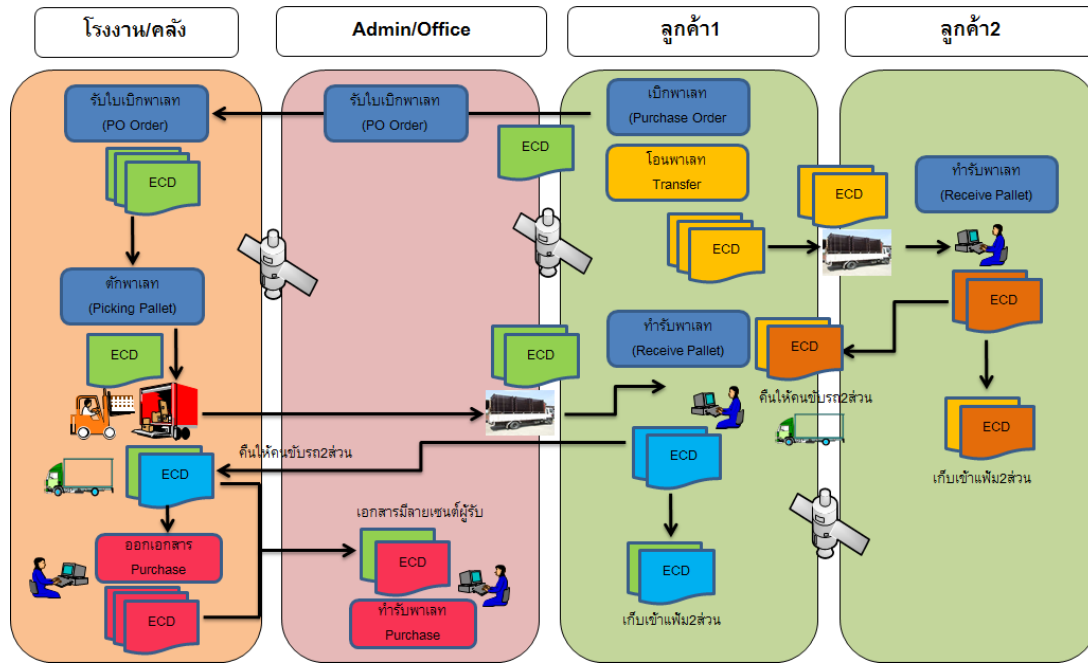 โรงงาน/คลัง
Admin/Office
ลูกค้า1
ลูกค้า2
รับใบเบิกพาเลท
(PO Order)
ECD
ตักพาเลท
(Picking Pallet)
ECD
ECD
ออกเอกสาร
Purchase
ECD
รับใบเบิกพาเลท
(PO Order)
ECD
ECD
คืนให้คนขับรถ2ส่วน
เอกสารมีลายเซนต์ผู้รับ
ECD
ทำรับพาเลท
Purchase
เบิกพาเลท
(Purchase Order
โอนพาเลท
Transfer
ECD
ทำรับพาเลท
(Receive Pallet)
ECD
ECD
เก็บเข้าแฟ้ม2ส่วน
ECD
ECD
คืนให้คนขับรถ2ส่วน
ทำรับพาเลท
(Receive Pallet)
ECD
ECD
เก็บเข้าแฟ้ม2ส่วน